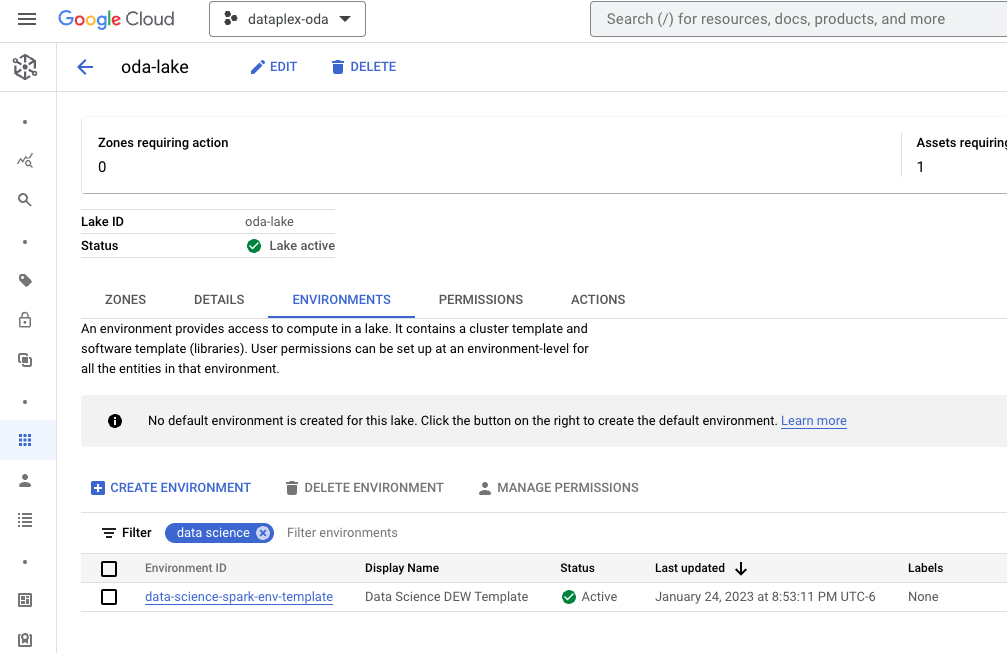 Google Cloud
dataplex-oda
Search (/) for resources, docs, products, and more
oda-lake
EDIT
DELETE
Zones requiring action
0
Assets requiring
1
Lake ID
oda-lake
Status
Lake active
ZONES
DETAILS
ENVIRONMENTS
PERMISSIONS
ACTIONS
An environment provides access to compute in a lake. It contains a cluster template and
software template (libraries). User permissions can be set up at an environment-level for
all the entities in that environment.
No default environment is created for this lake. Click the button on the right to create the default environment. Learn more
CREATE ENVIRONMENT
DELETE ENVIRONMENT
MANAGE PERMISSIONS
Filter
data science
Filter environments
Environment ID
Display Name
Status
Last updated
Labels
data-science-spark-env-template
Data Science DEW Template
Active
January 24, 2023 at 8:53:11 PM UTC-6
None